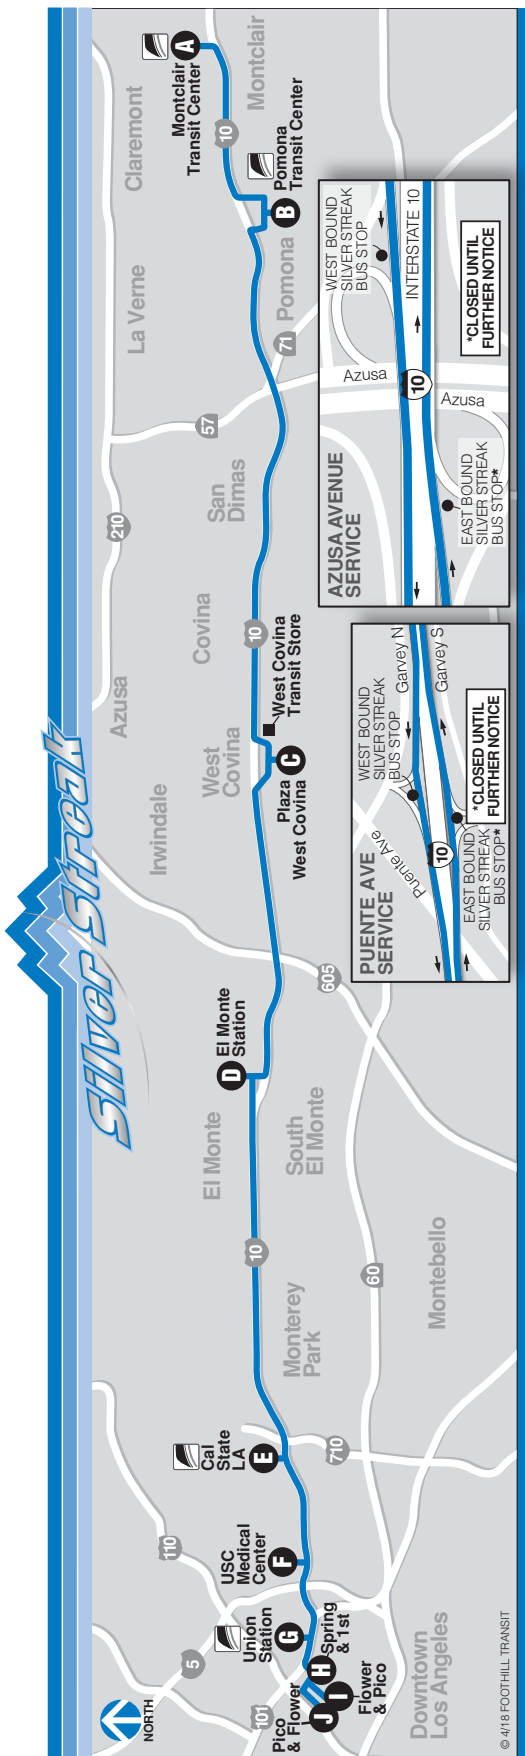 Silver Streak
NORTH
Claremont
Montclair
A
Montclair
Transit Center
10
Pomona
Transit Center
B
Pomona
La Verne
71
57
San
Dimas
210
Covina
10
West Covina
Transit Store
Azusa
West
Covina
C
Plaza
West Covina
Irwindale
605
D
El Monte
Station
El Monte
South
El Monte
10
60
Montebello
Monterey
Park
710
Cal
State
LA
E
110
USC
Medical
Center
F
5
Union
Station
G
Spring
& 1st
H
101
I
Flower
& Pico
J
Pico
& Flower
Downtown
Los Angeles
AZUSA AVENUE
SERVICE
WEST BOUND
SILVER STREAK
BUS STOP
INTERSTATE 10
Azusa
10
Azusa
EAST BOUND
SILVER STREAK
BUS STOP*
*CLOSED UNTIL
FURTHER NOTICE
PUENTE AVE
SERVICE
WEST BOUND
SILVER STREAK
BUS STOP
Garvey N
Garvey S
Puente Ave
10
EAST BOUND
SILVER STREAK
BUS STOP*
*CLOSED UNTIL
FURTHER NOTICE
© 4/18 FOOTHILL TRANSIT